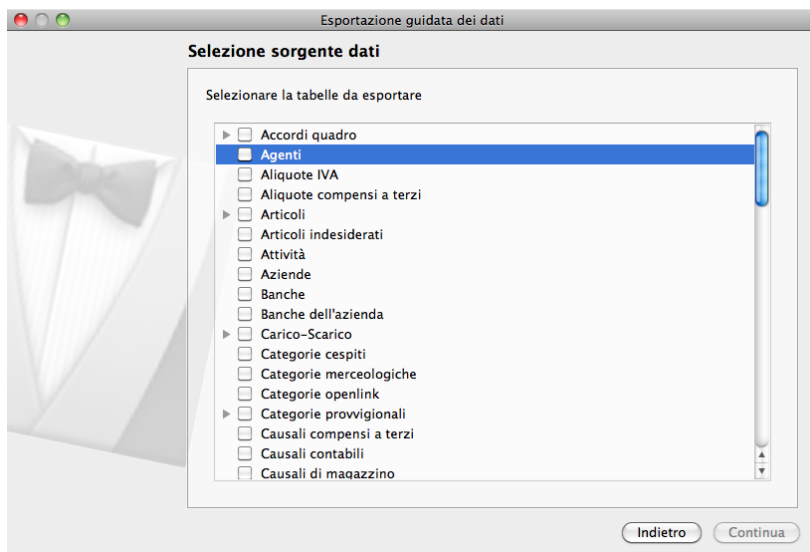 Esportazione guidata dei dati
Selezione sorgente dati
Selezionare la tabelle da esportare
Accordi quadro
Agenti
Aliquote IVA
Aliquote compensi a terzi
Articoli
Articoli indesiderati
Attività
Aziende
Banche
Banche dell'azienda
Carico-Scarico
Categorie cespiti
Categorie merceologiche
Categorie openlink
Categorie provvigionali
Causali compensi a terzi
Causali contabili
Causali di magazzino
Indietro Continua